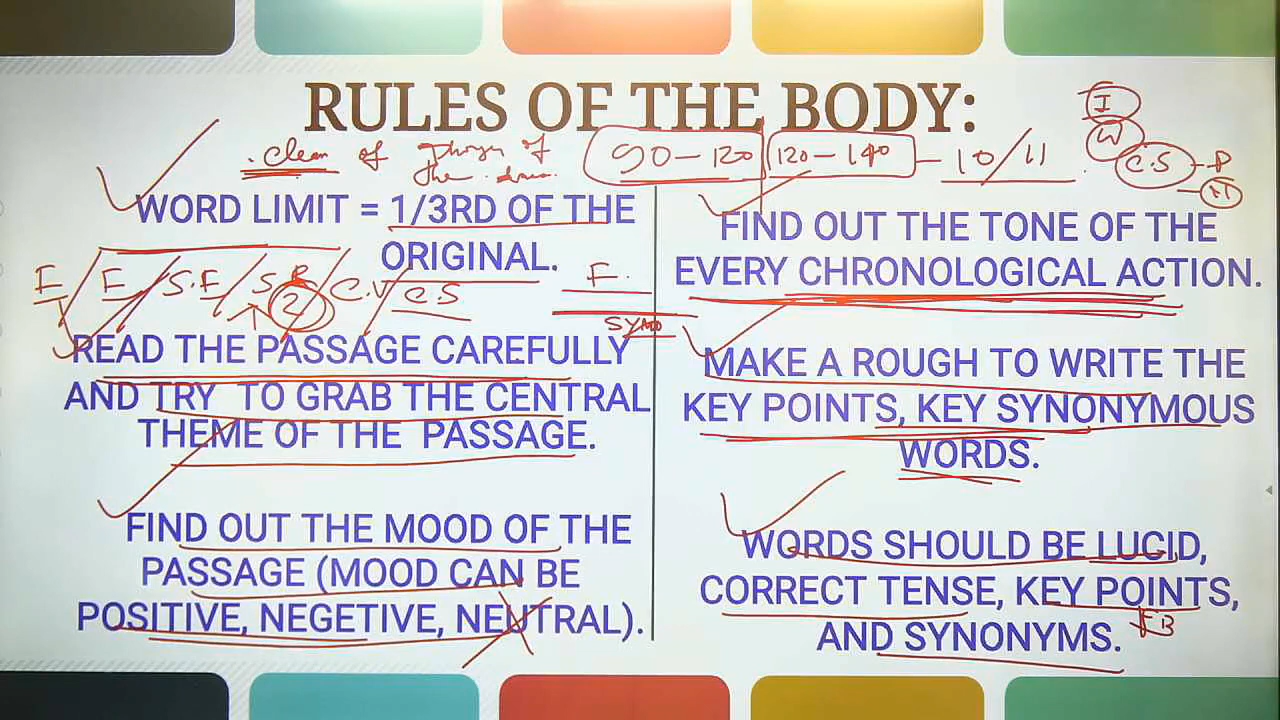 RULES OF THE BODY:
of
of
90 – 120
120 – 140 – 10/11
I
W
C.S – P
WORD LIMIT = 1/3RD OF THE
ORIGINAL.
READ THE PASSAGE CAREFULLY
AND TRY TO GRAB THE CENTRAL
THEME OF THE PASSAGE.
FIND OUT THE MOOD OF THE
PASSAGE (MOOD CAN BE
POSITIVE, NEGETIVE, NEUTRAL).
FIND OUT THE TONE OF THE
EVERY CHRONOLOGICAL ACTION.
MAKE A ROUGH TO WRITE THE
KEY POINTS, KEY SYNONYMOUS
WORDS.
WORDS SHOULD BE LUCID,
CORRECT TENSE, KEY POINTS,
AND SYNONYMS.